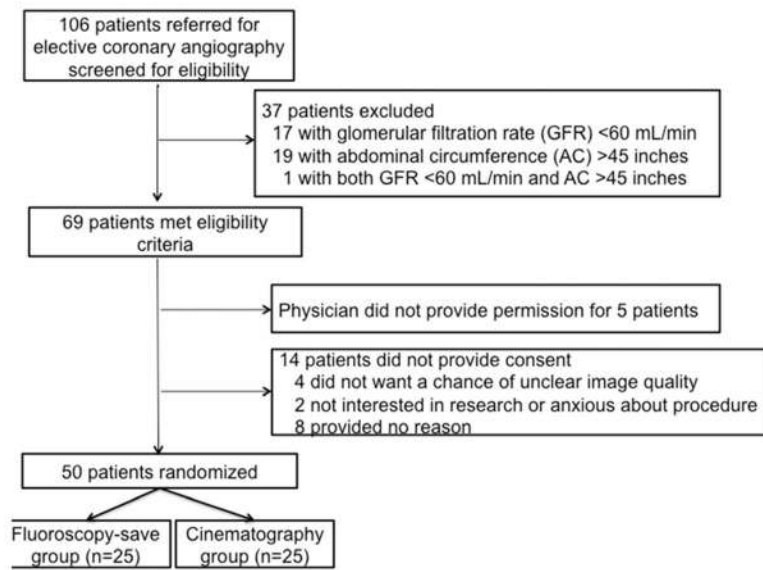 106 patients referred for
elective coronary angiography
screened for eligibility
37 patients excluded
17 with glomerular filtration rate (GFR) <60 mL/min
19 with abdominal circumference (AC) >45 inches
1 with both GFR <60 mL/min and AC >45 inches
69 patients met eligibility
criteria
Physician did not provide permission for 5 patients
14 patients did not provide consent
4 did not want a chance of unclear image quality
2 not interested in research or anxious about procedure
8 provided no reason
50 patients randomized
Fluoroscopy-save
group (n=25)
Cinematography
group (n=25)